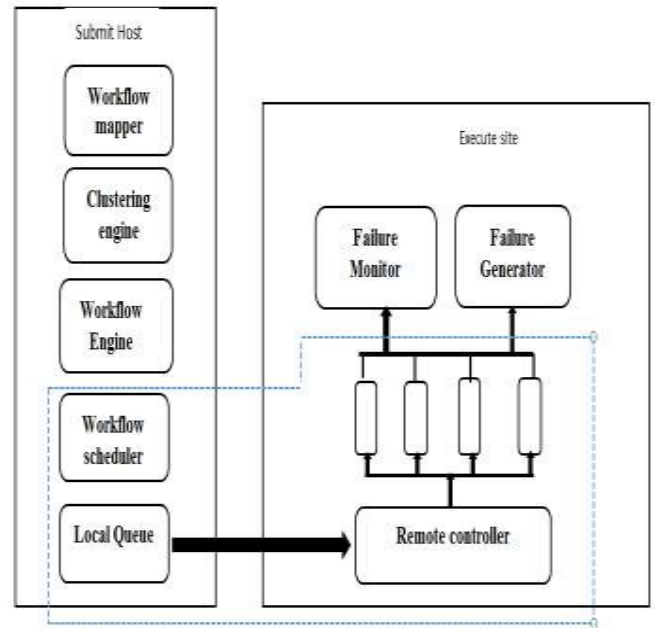 Submit Host
Workflow
mapper
Clustering
engine
Workflow
Engine
Workflow
scheduler
Local Queue
Execute site
Failure
Monitor
Failure
Generator
Remote controller